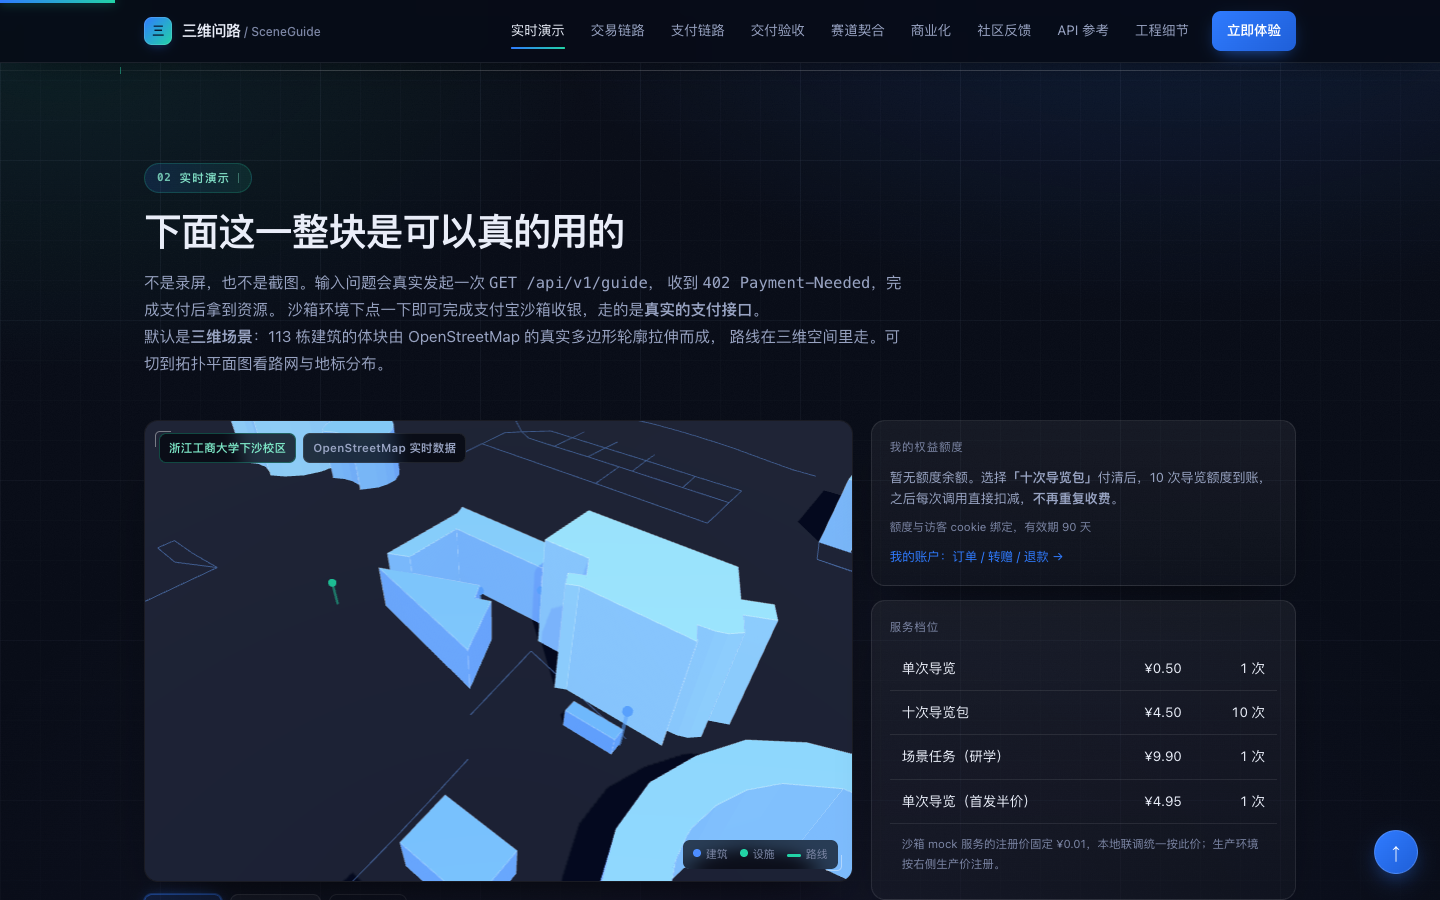 三 三维问路 / SceneGuide
实时演示 交易链路 支付链路 交付验收 赛道契合 商业化 社区反馈 API 参考 工程细节 立即体验
02 实时演示
下面这一整块是可以真的用的
不是录屏，也不是截图。输入问题会真实发起一次 GET /api/v1/guide， 收到 402 Payment-Needed，完
成支付后拿到资源。 沙箱环境下点一下即可完成支付宝沙箱收银，走的是真实的支付接口。
默认是三维场景：113 栋建筑的体块由 OpenStreetMap 的真实多边形轮廓拉伸而成， 路线在三维空间里走。可
切到拓扑平面图看路网与地标分布。
浙江工商大学下沙校区 OpenStreetMap 实时数据
建筑 设施 路线
我的权益额度
暂无额度余额。选择「十次导览包」付清后，10 次导览额度到账，
之后每次调用直接扣减，不再重复收费。
额度与访客 cookie 绑定，有效期 90 天
我的账户：订单 / 转赠 / 退款 →
服务档位
单次导览 ¥0.50 1 次
十次导览包 ¥4.50 10 次
场景任务（研学） ¥9.90 1 次
单次导览（首发半价） ¥4.95 1 次
沙箱 mock 服务的注册价固定 ¥0.01，本地联调统一按此价；生产环境
按右侧生产价注册。
↑